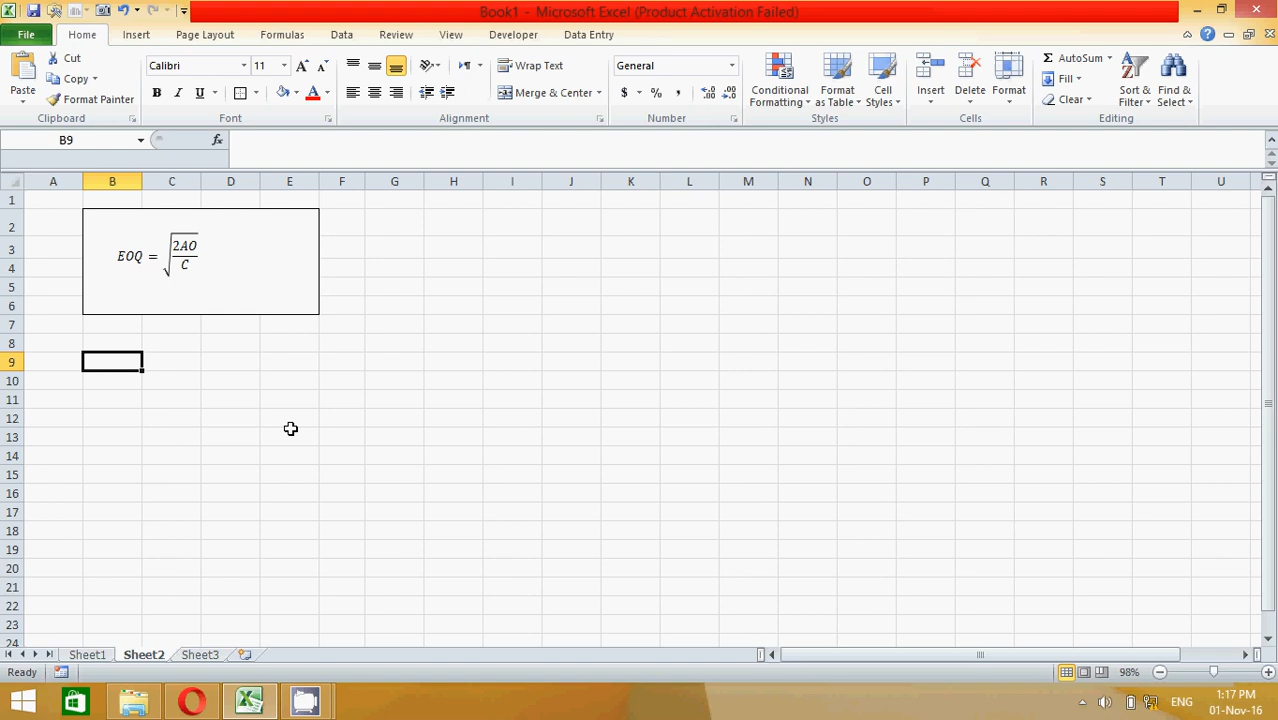 Book1 - Microsoft Excel (Product Activation Failed)
File Home Insert Page Layout Formulas Data Review View Developer Data Entry
Cut
Copy
Format Painter
Paste
Clipboard
Calibri 11
B I U A
Font
Wrap Text
Merge & Center
Alignment
General
$ % ,
Number
Conditional Formatting
Format as Table
Cell Styles
Styles
Insert Delete Format
Cells
Σ AutoSum
Fill
Clear
Sort & Filter
Find & Select
Editing
B9 fx
A B C D E F G H I J K L M N O P Q R S T U
1
2
3
4
5
6
7
8
9
10
11
12
13
14
15
16
17
18
19
20
21
22
23
24
EOQ = √(2AO/C)
Sheet1 Sheet2 Sheet3
Ready 98%
ENG 1:17 PM
01-Nov-16